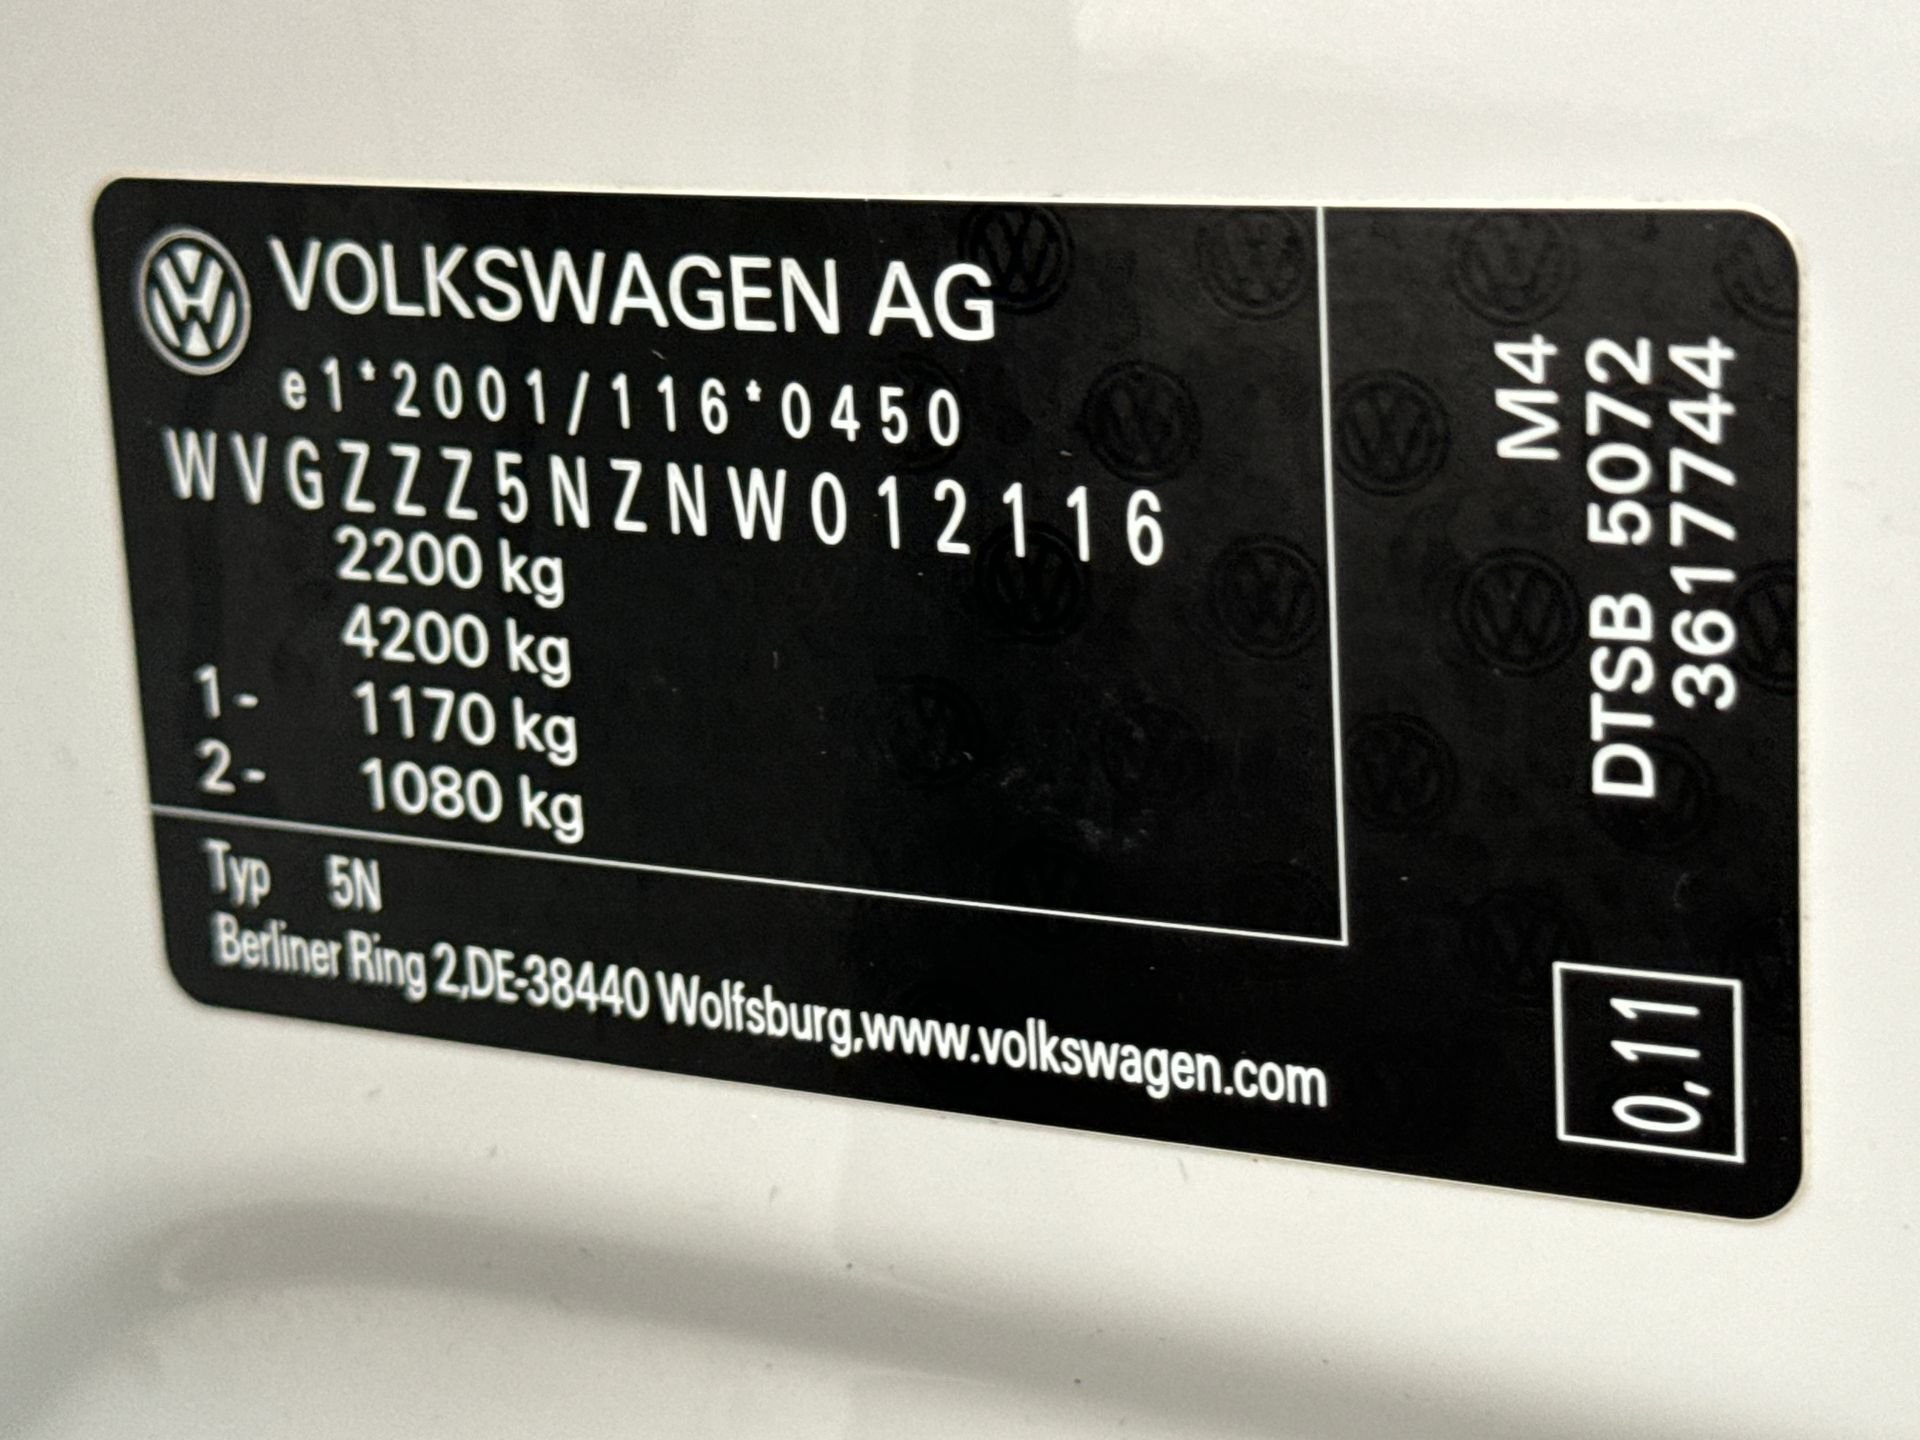 VOLKSWAGEN AG
e1*2001/116*0450
WVGZZZ5NZNW012116
2200 kg
4200 kg
1- 1170 kg
2- 1080 kg
Typ 5N
Berliner Ring 2,DE-38440 Wolfsburg,www.volkswagen.com
M4
DTSB 5072
3617744
0,11